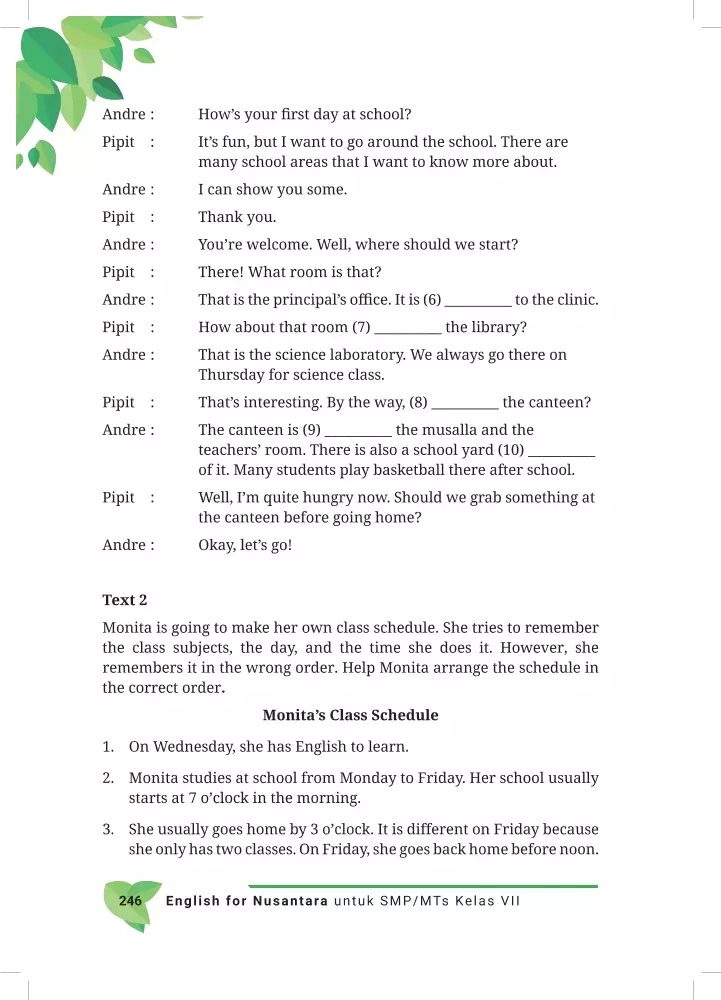 Andre : How's your first day at school?
Pipit : It's fun, but I want to go around the school. There are
many school areas that I want to know more about.
Andre : I can show you some.
Pipit : Thank you.
Andre : You're welcome. Well, where should we start?
Pipit : There! What room is that?
Andre : That is the principal's office. It is (6) _________ to the clinic.
Pipit : How about that room (7) _________ the library?
Andre : That is the science laboratory. We always go there on
Thursday for science class.
Pipit : That's interesting. By the way, (8) _________ the canteen?
Andre : The canteen is (9) _________ the musalla and the
teachers' room. There is also a school yard (10) _________
of it. Many students play basketball there after school.
Pipit : Well, I'm quite hungry now. Should we grab something at
the canteen before going home?
Andre : Okay, let's go!
Text 2
Monita is going to make her own class schedule. She tries to remember
the class subjects, the day, and the time she does it. However, she
remembers it in the wrong order. Help Monita arrange the schedule in
the correct order.
Monita's Class Schedule
1. On Wednesday, she has English to learn.
2. Monita studies at school from Monday to Friday. Her school usually
starts at 7 o'clock in the morning.
3. She usually goes home by 3 o'clock. It is different on Friday because
she only has two classes. On Friday, she goes back home before noon.
246 English for Nusantara untuk SMP/MTs Kelas VII